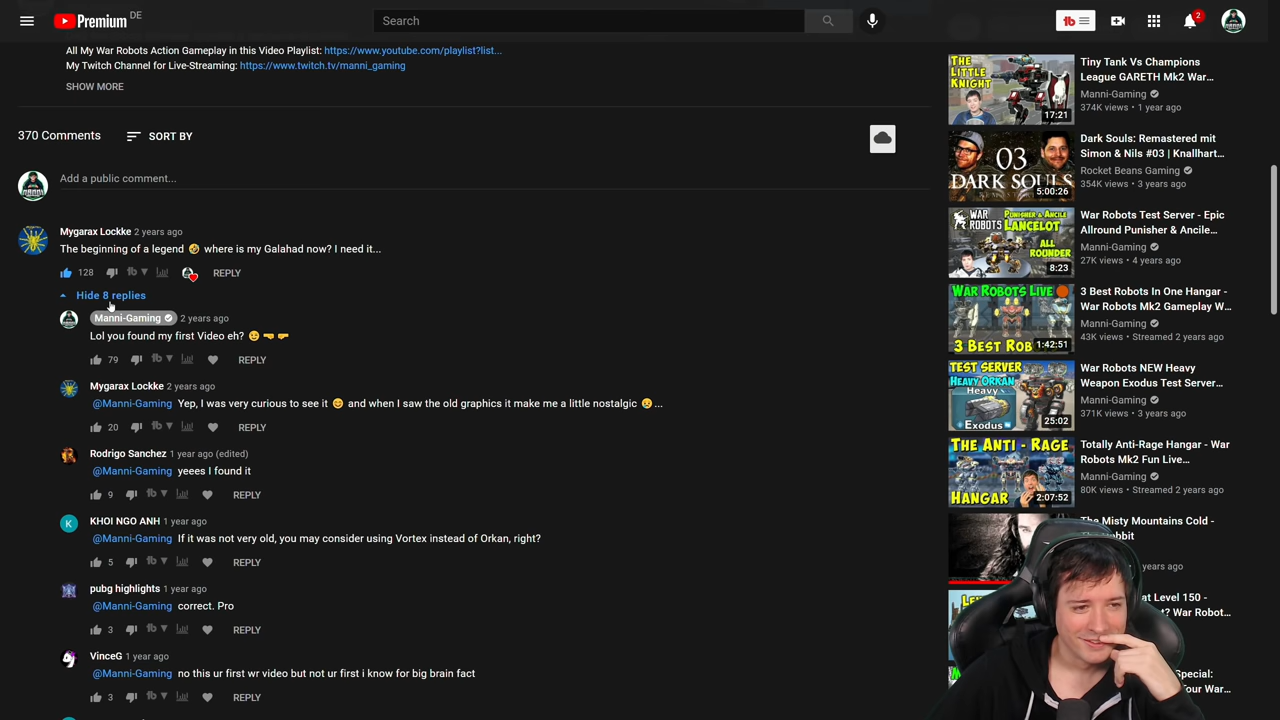 Premium DE
Search
2
All My War Robots Action Gameplay in this Video Playlist: https://www.youtube.com/playlist?list...
My Twitch Channel for Live-Streaming: https://www.twitch.tv/manni_gaming
SHOW MORE
370 Comments
SORT BY
Add a public comment...
Mygarax Lockke 2 years ago
The beginning of a legend 🤣 where is my Galahad now? I need it...
128
REPLY
Hide 8 replies
Manni-Gaming 2 years ago
Lol you found my first Video eh? 😉🤜🤛
79
REPLY
Mygarax Lockke 2 years ago
@Manni-Gaming Yep, I was very curious to see it 😊 and when I saw the old graphics it make me a little nostalgic 😢...
20
REPLY
Rodrigo Sanchez 1 year ago (edited)
@Manni-Gaming yeees I found it
9
REPLY
K
KHOI NGO ANH 1 year ago
@Manni-Gaming If it was not very old, you may consider using Vortex instead of Orkan, right?
5
REPLY
pubg highlights 1 year ago
@Manni-Gaming correct. Pro
3
REPLY
VinceG 1 year ago
@Manni-Gaming no this ur first wr video but not ur first i know for big brain fact
3
REPLY
THE LITTLE KNIGHT
17:21
Tiny Tank Vs Champions
League GARETH Mk2 War...
Manni-Gaming
374K views • 1 year ago
03
DARK SOULS
5:00:26
Dark Souls: Remastered mit
Simon & Nils #03 | Knallhart...
Rocket Beans Gaming
354K views • 3 years ago
WAR ROBOTS
PUNISHER & ANCILE
LANCELOT
ALL ROUNDER
8:23
War Robots Test Server - Epic
Allround Punisher & Ancile...
Manni-Gaming
27K views • 4 years ago
WAR ROBOTS LIVE
3 BEST ROB
1:42:51
3 Best Robots In One Hangar -
War Robots Mk2 Gameplay W...
Manni-Gaming
43K views • Streamed 2 years ago
TEST SERVER
HEAVY ORKAN
Heavy
Exodus
25:02
War Robots NEW Heavy
Weapon Exodus Test Server...
Manni-Gaming
371K views • 3 years ago
THE ANTI - RAGE
HANGAR
2:07:52
Totally Anti-Rage Hangar - War
Robots Mk2 Fun Live...
Manni-Gaming
80K views • Streamed 2 years ago
The Misty Mountains Cold -
years ago
at Level 150 -
? War Robot...
Special:
our War...